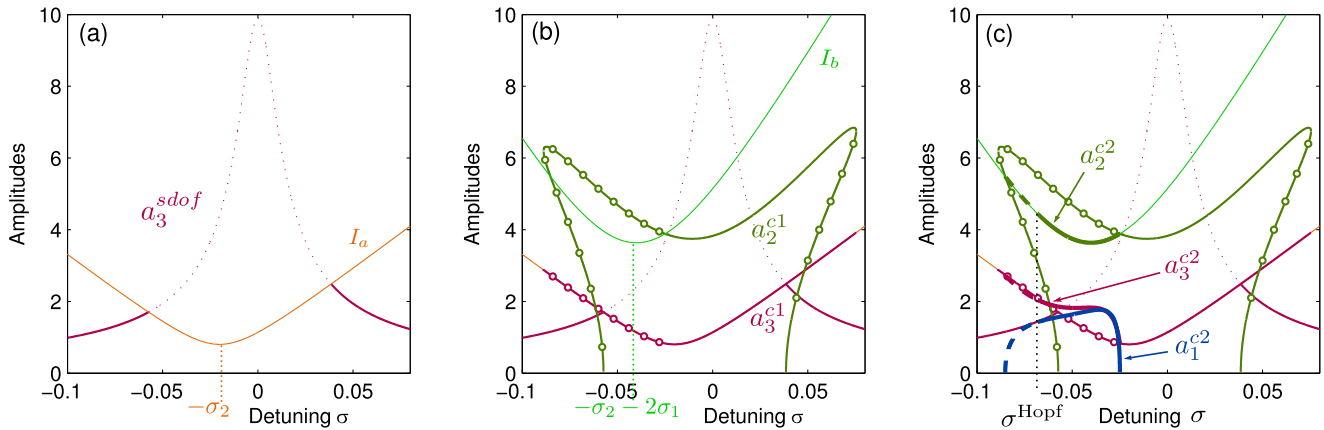 (a)
Amplitudes
10
8
6
4
2
0
a_3^{sdof}
I_a
−0.1
−0.05
0
0.05
−σ_2
Detuning σ
(b)
Amplitudes
10
8
6
4
2
0
I_b
a_2^{c1}
a_3^{c1}
−0.1
−0.05
0
0.05
−σ_2 − 2σ_1
Detuning σ
(c)
Amplitudes
10
8
6
4
2
0
a_2^{c2}
a_3^{c2}
a_1^{c2}
−0.1
−0.05
0
0.05
σ^{Hopf}
Detuning σ